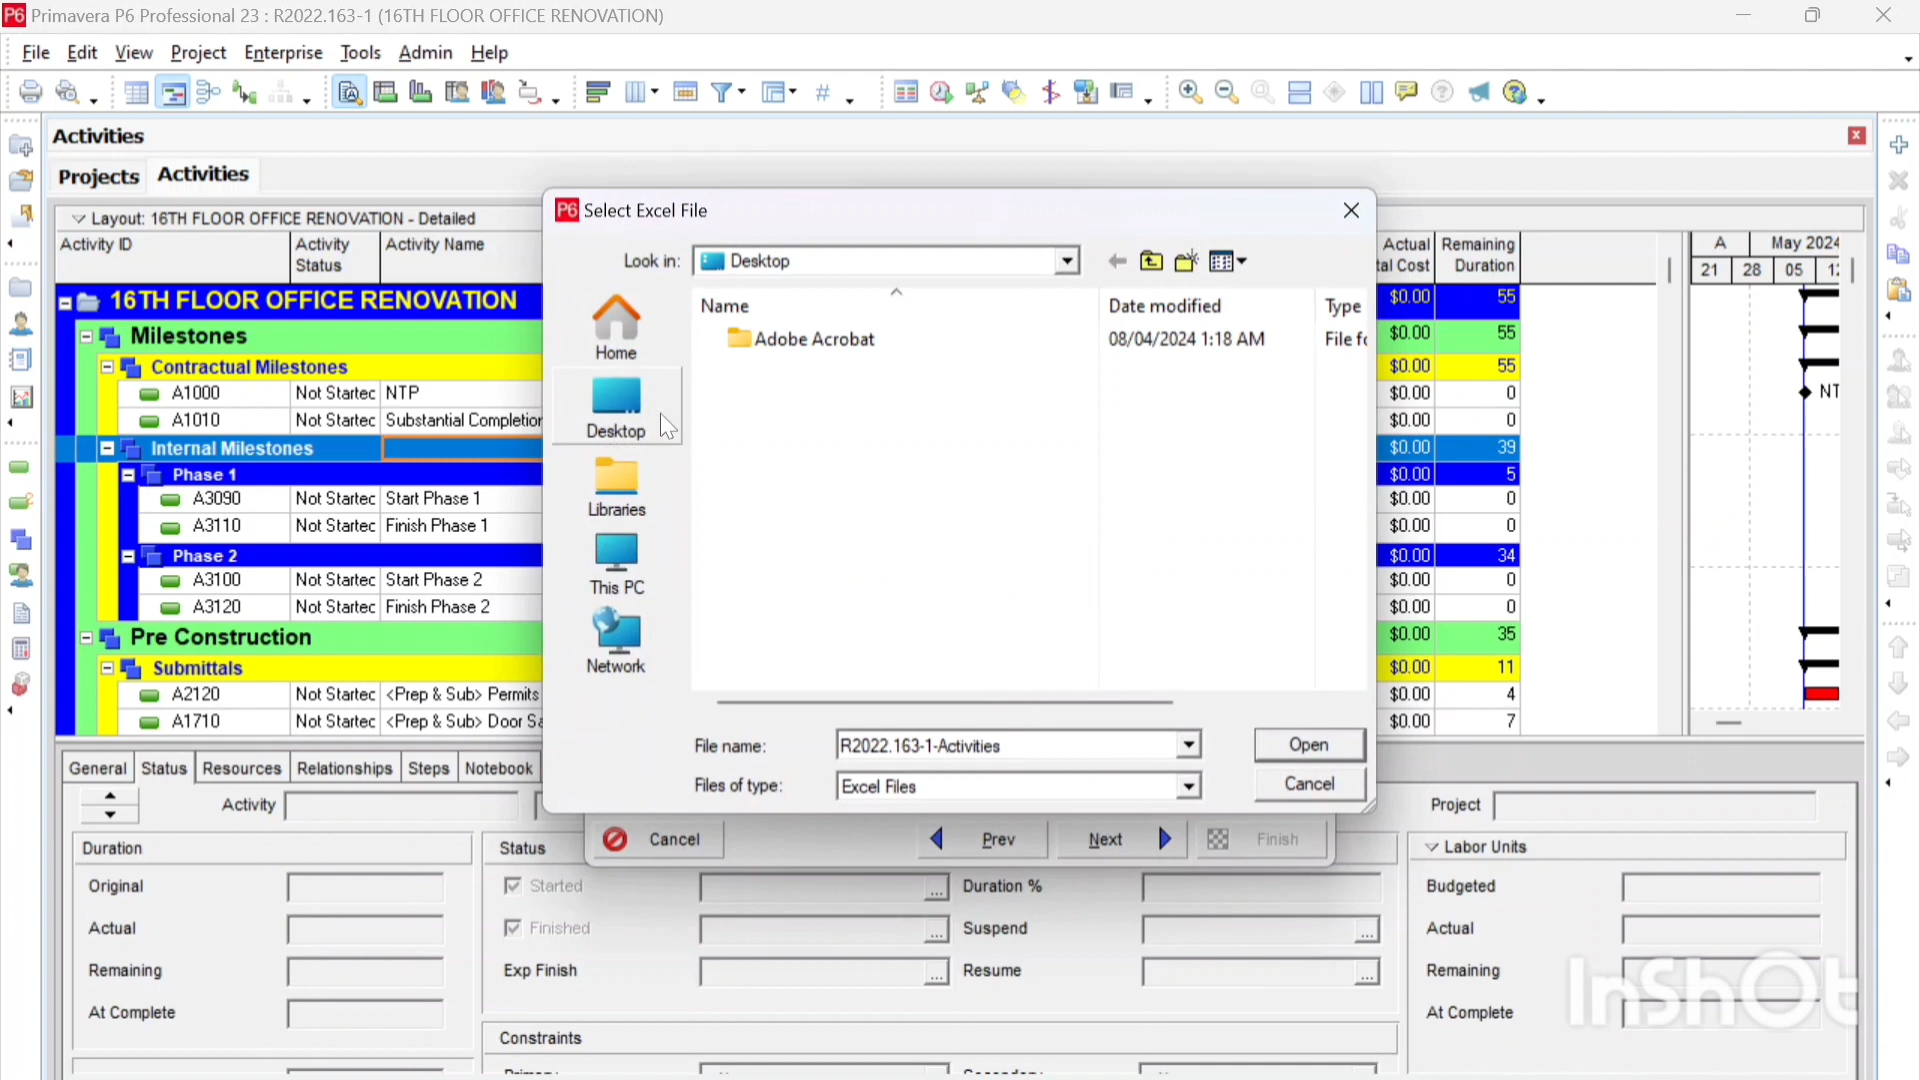 P6 Primavera P6 Professional 23 : R2022.163-1 (16TH FLOOR OFFICE RENOVATION)
File Edit View Project Enterprise Tools Admin Help
Activities
Projects Activities
Layout: 16TH FLOOR OFFICE RENOVATION - Detailed
Activity ID Activity Status Activity Name
Actual tal Cost Remaining Duration
A May 2024
21 28 05
16TH FLOOR OFFICE RENOVATION $0.00 55
Milestones $0.00 55
Contractual Milestones $0.00 55
A1000 Not Startec NTP $0.00 0 NT
A1010 Not Startec Substantial Completion $0.00 0
Internal Milestones $0.00 39
Phase 1 $0.00 5
A3090 Not Startec Start Phase 1 $0.00 0
A3110 Not Startec Finish Phase 1 $0.00 0
Phase 2 $0.00 34
A3100 Not Startec Start Phase 2 $0.00 0
A3120 Not Startec Finish Phase 2 $0.00 0
Pre Construction $0.00 35
Submittals $0.00 11
A2120 Not Startec <Prep & Sub> Permits $0.00 4
A1710 Not Startec <Prep & Sub> Door Sa $0.00 7
P6 Select Excel File
Look in: Desktop
Name Date modified Type
Adobe Acrobat 08/04/2024 1:18 AM File fo
Home
Desktop
Libraries
This PC
Network
File name: R2022.163-1-Activities Open
Files of type: Excel Files Cancel
Cancel Prev Next Finish
General Status Resources Relationships Steps Notebook
Activity Project
Duration Status Labor Units
Original Started Duration % Budgeted
Actual Finished Suspend Actual
Remaining Exp Finish Resume Remaining
At Complete At Complete
Constraints
InShOt